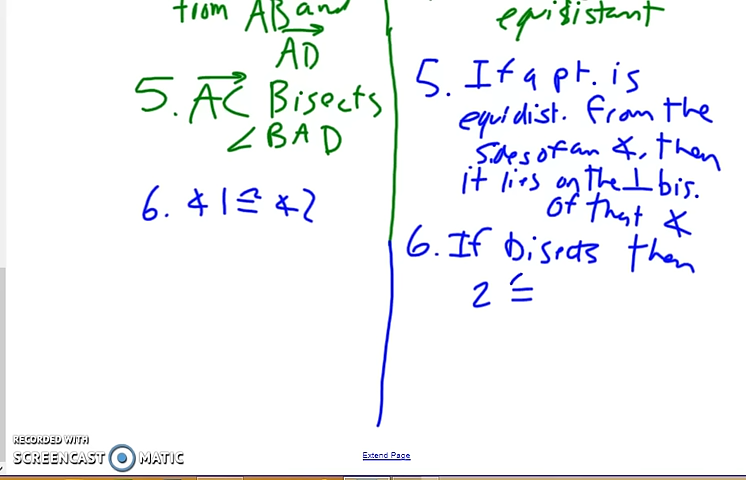 from AB and
AD
equidistant
5. AC Bisects
∠BAD
5. If a pt. is
equidist. from the
sides of an ∡, then
it lies on the ⊥ bis.
of that ∡
6. ∡1 ≅ ∡2
6. If bisects then
2 ≅
RECORDED WITH
SCREENCAST MATIC
Extend Page